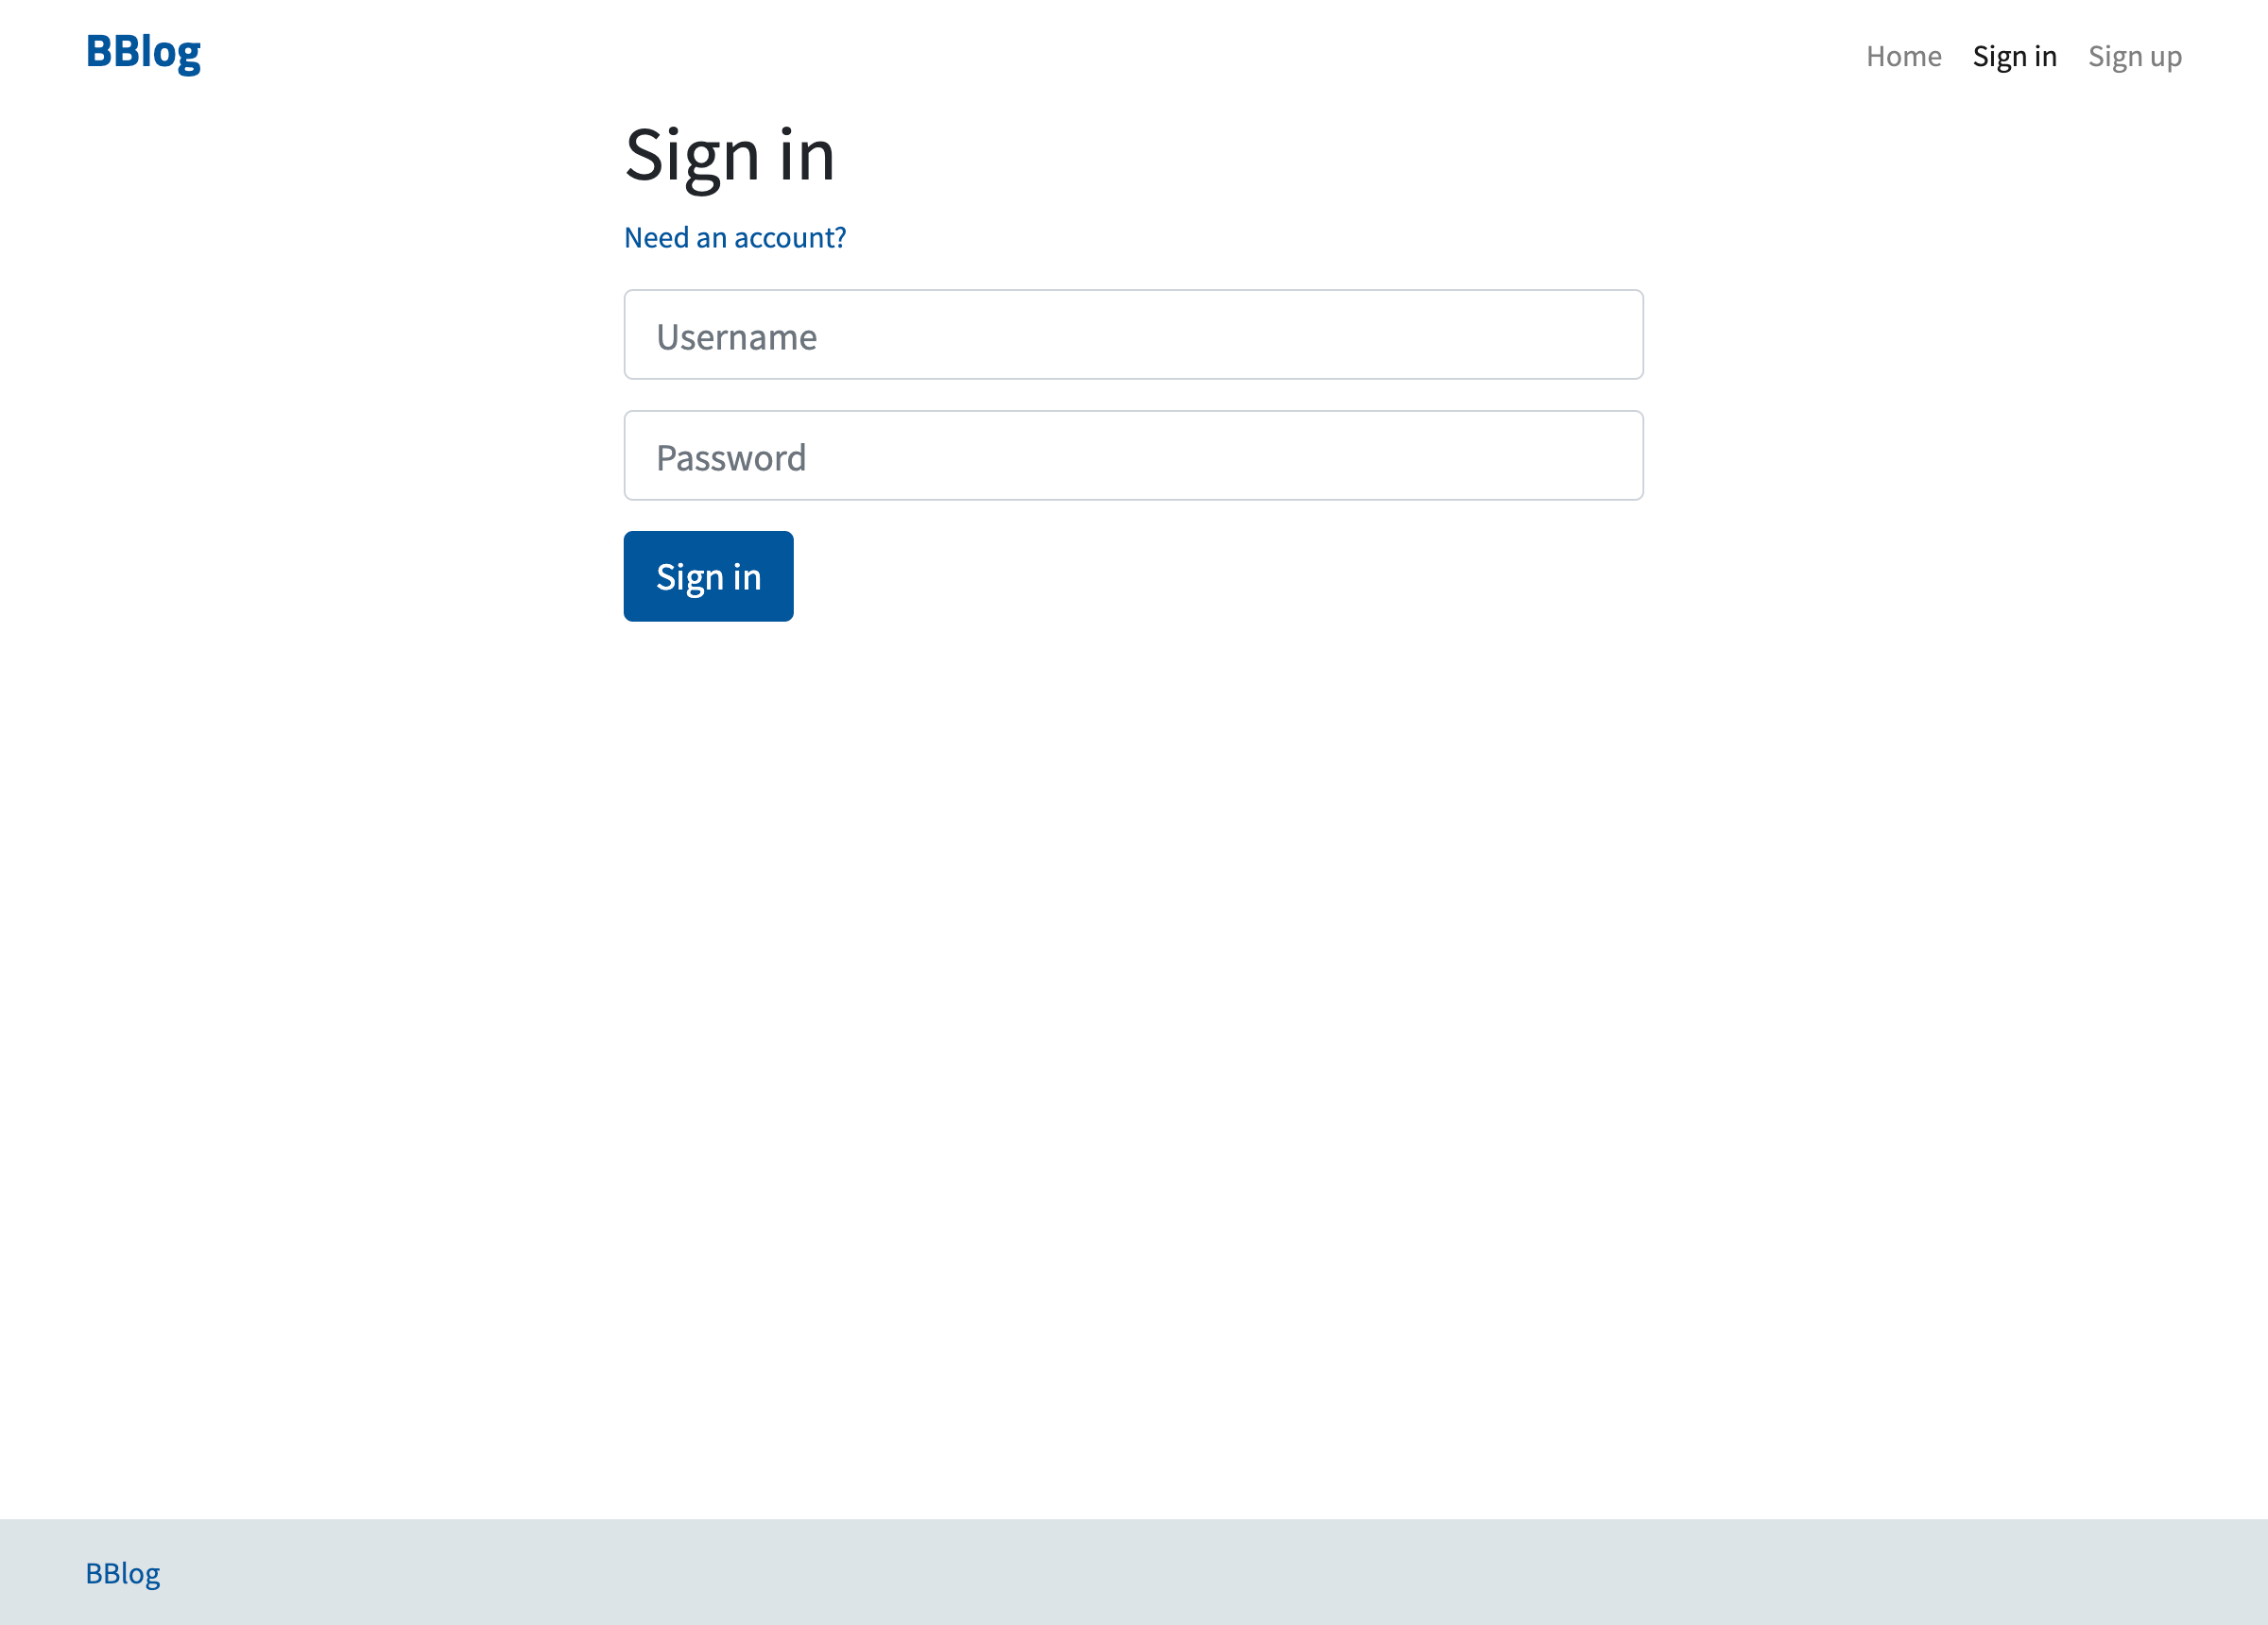 BBlog
Home Sign in Sign up
Sign in
Need an account?
Username
Password
Sign in
BBlog